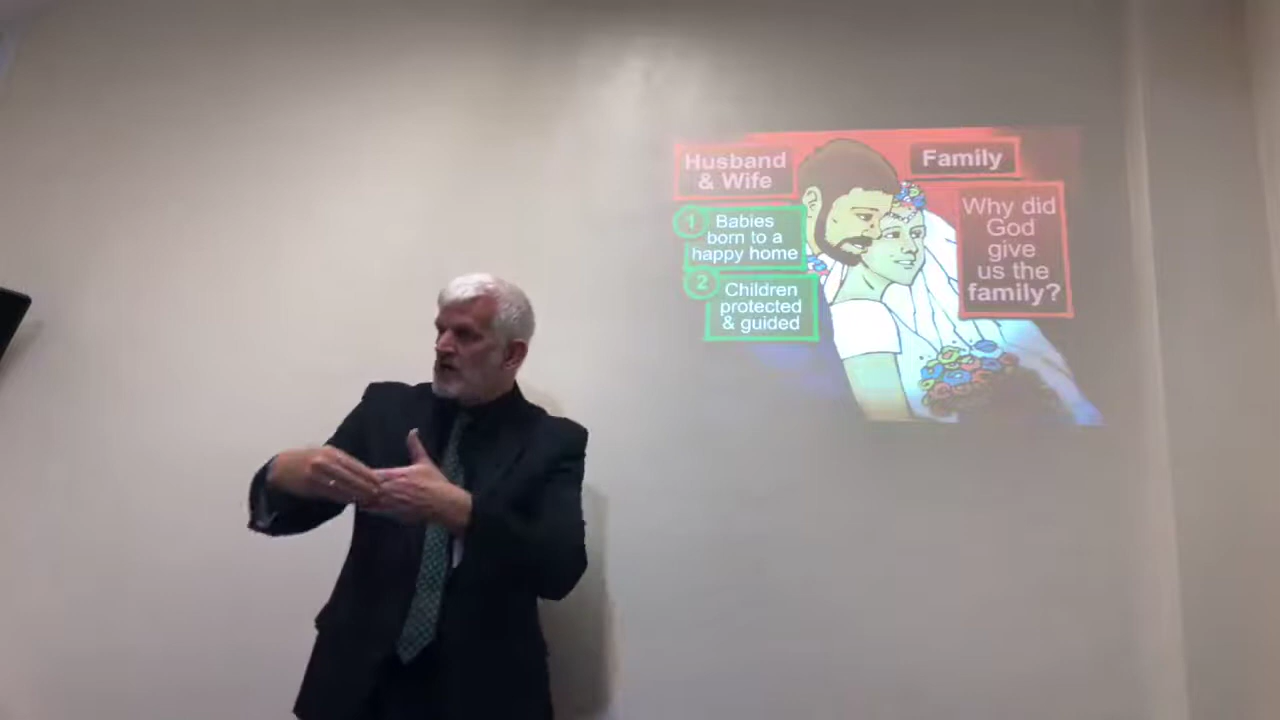 Husband
& Wife
1 Babies
born to a
happy home
2 Children
protected
& guided
Family
Why did
God
give
us the
family?